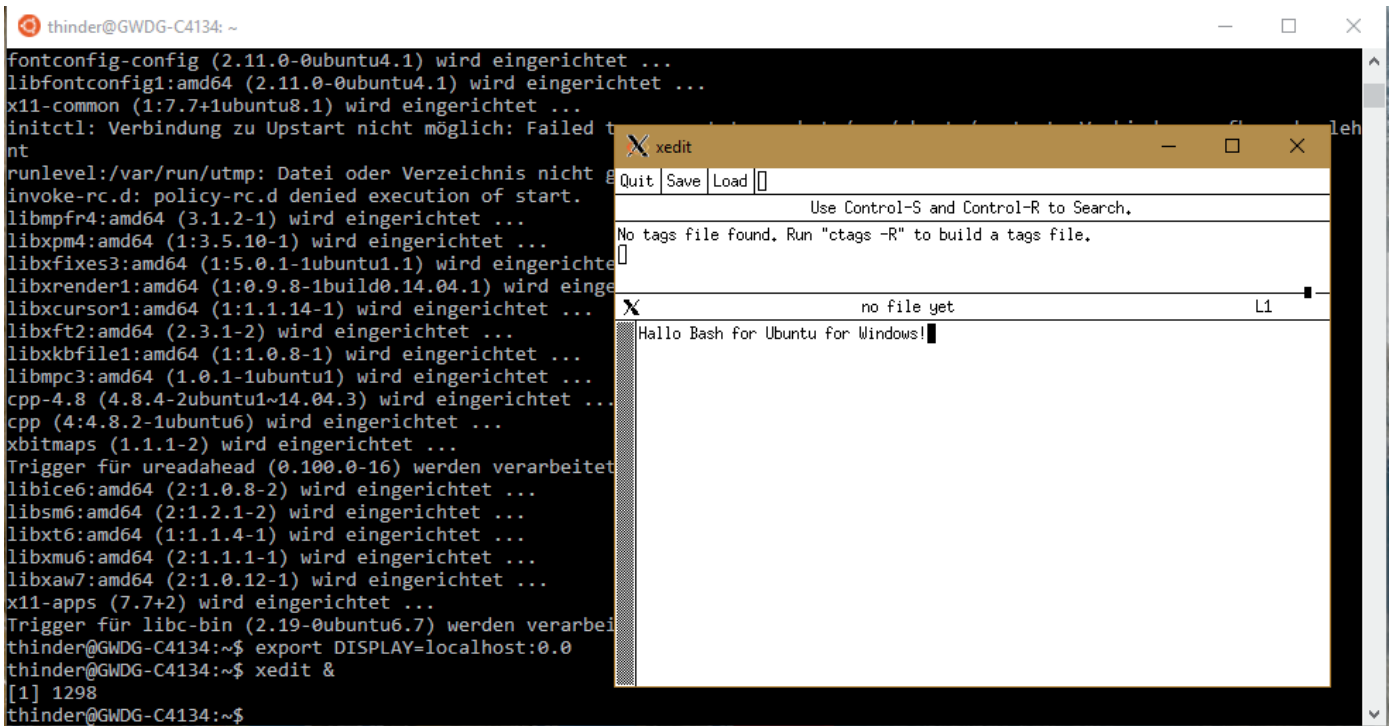 thinder@GWDG-C4134: ~
fontconfig-config (2.11.0-0ubuntu4.1) wird eingerichtet ...
libfontconfig1:amd64 (2.11.0-0ubuntu4.1) wird eingerichtet ...
x11-common (1:7.7+1ubuntu8.1) wird eingerichtet ...
initctl: Verbindung zu Upstart nicht möglich: Failed t
leh
nt
runlevel:/var/run/utmp: Datei oder Verzeichnis nicht g
invoke-rc.d: policy-rc.d denied execution of start.
libmpfr4:amd64 (3.1.2-1) wird eingerichtet ...
libxpm4:amd64 (1:3.5.10-1) wird eingerichtet ...
libxfixes3:amd64 (1:5.0.1-1ubuntu1.1) wird eingerichte
libxrender1:amd64 (1:0.9.8-1build0.14.04.1) wird einge
libxcursor1:amd64 (1:1.1.14-1) wird eingerichtet ...
libxft2:amd64 (2.3.1-2) wird eingerichtet ...
libxkbfile1:amd64 (1:1.0.8-1) wird eingerichtet ...
libmpc3:amd64 (1.0.1-1ubuntu1) wird eingerichtet ...
cpp-4.8 (4.8.4-2ubuntu1~14.04.3) wird eingerichtet ...
cpp (4:4.8.2-1ubuntu6) wird eingerichtet ...
xbitmaps (1.1.1-2) wird eingerichtet ...
Trigger für ureadahead (0.100.0-16) werden verarbeitet
libice6:amd64 (2:1.0.8-2) wird eingerichtet ...
libsm6:amd64 (2:1.2.1-2) wird eingerichtet ...
libxt6:amd64 (1:1.1.4-1) wird eingerichtet ...
libxmu6:amd64 (2:1.1.1-1) wird eingerichtet ...
libxaw7:amd64 (2:1.0.12-1) wird eingerichtet ...
x11-apps (7.7+2) wird eingerichtet ...
Trigger für libc-bin (2.19-0ubuntu6.7) werden verarbei
thinder@GWDG-C4134:~$ export DISPLAY=localhost:0.0
thinder@GWDG-C4134:~$ xedit &
[1] 1298
thinder@GWDG-C4134:~$
xedit
Quit Save Load
Use Control-S and Control-R to Search.
No tags file found. Run "ctags -R" to build a tags file.
no file yet L1
Hallo Bash for Ubuntu for Windows!